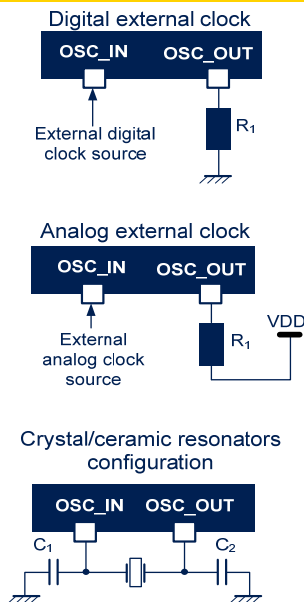 Digital external clock
OSC_IN OSC_OUT
R1
External digital
clock source
Analog external clock
OSC_IN OSC_OUT
VDD
R1
External
analog clock
source
Crystal/ceramic resonators
configuration
OSC_IN OSC_OUT
C1 C2